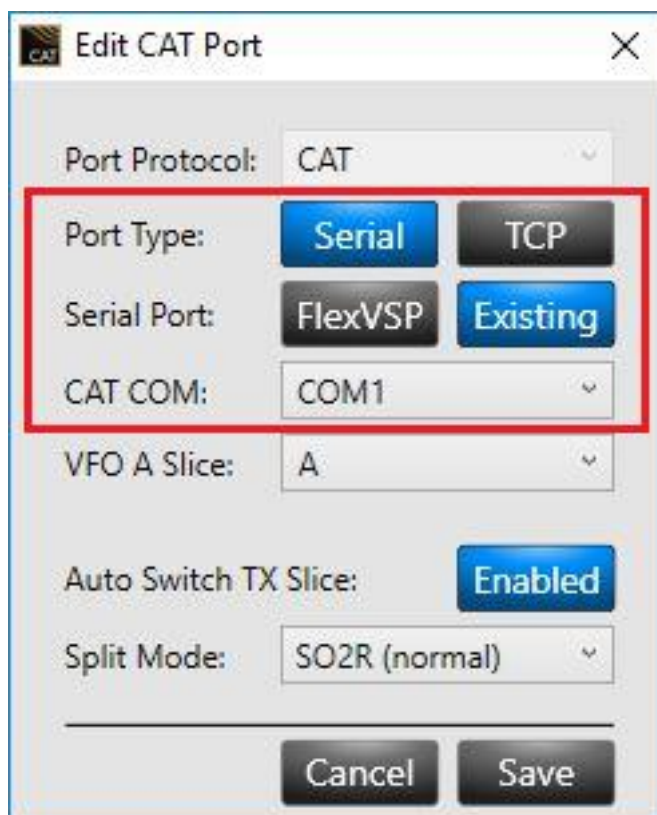 CAT Edit CAT Port
Port Protocol: CAT
Port Type: Serial TCP
Serial Port: FlexVSP Existing
CAT COM: COM1
VFO A Slice: A
Auto Switch TX Slice: Enabled
Split Mode: SO2R (normal)
Cancel Save